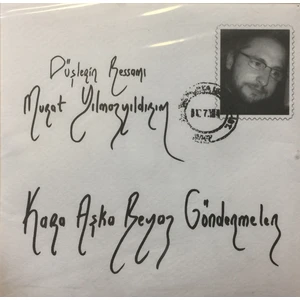 Düşlerin Ressamı
Murat Yılmazyıldırım
Kara Aşka Beyaz Göndermeler